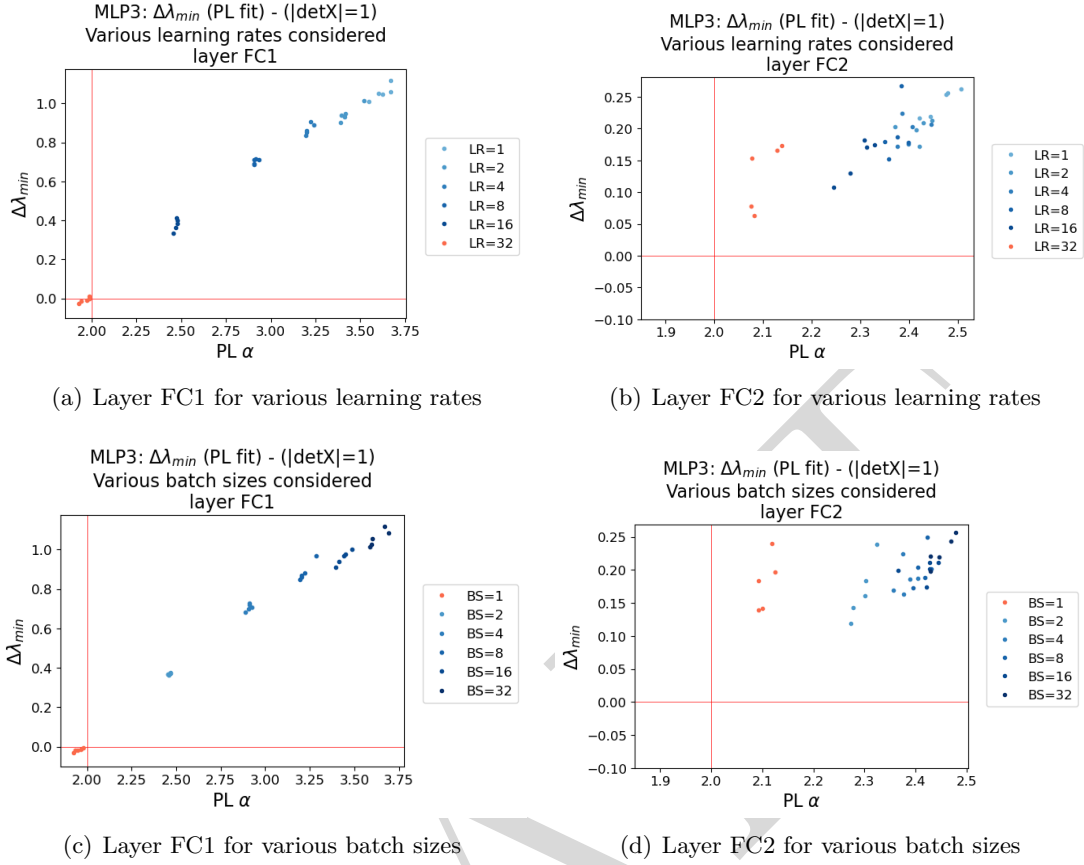 MLP3: Δλmin (PL fit) - (|detX|=1)
Various learning rates considered
layer FC1
Δλmin
1.0
0.8
0.6
0.4
0.2
0.0
2.00 2.25 2.50 2.75 3.00 3.25 3.50 3.75
PL α
LR=1
LR=2
LR=4
LR=8
LR=16
LR=32
(a) Layer FC1 for various learning rates
MLP3: Δλmin (PL fit) - (|detX|=1)
Various learning rates considered
layer FC2
Δλmin
0.25
0.20
0.15
0.10
0.05
0.00
−0.05
−0.10
1.9 2.0 2.1 2.2 2.3 2.4 2.5
PL α
LR=1
LR=2
LR=4
LR=8
LR=16
LR=32
(b) Layer FC2 for various learning rates
MLP3: Δλmin (PL fit) - (|detX|=1)
Various batch sizes considered
layer FC1
Δλmin
1.0
0.8
0.6
0.4
0.2
0.0
2.00 2.25 2.50 2.75 3.00 3.25 3.50 3.75
PL α
BS=1
BS=2
BS=4
BS=8
BS=16
BS=32
(c) Layer FC1 for various batch sizes
MLP3: Δλmin (PL fit) - (|detX|=1)
Various batch sizes considered
layer FC2
Δλmin
0.25
0.20
0.15
0.10
0.05
0.00
−0.05
−0.10
1.9 2.0 2.1 2.2 2.3 2.4 2.5
PL α
BS=1
BS=2
BS=4
BS=8
BS=16
BS=32
(d) Layer FC2 for various batch sizes